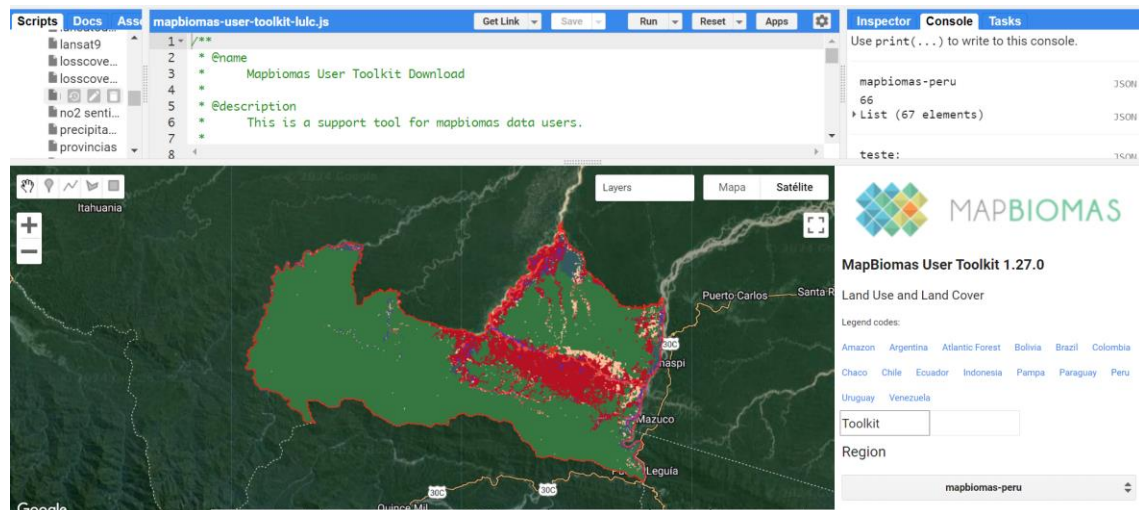 Scripts Docs Asse
lansat9
losscove...
losscove...
no2 senti...
precipita...
provincias
mapbiomas-user-toolkit-lulc.js
Get Link Save Run Reset Apps
1 /**
2 * @name
3 * Mapbiomas User Toolkit Download
4 *
5 * @description
6 * This is a support tool for mapbiomas data users.
7 *
8
Inspector Console Tasks
Use print(...) to write to this console.
mapbiomas-peru JSON
66
List (67 elements) JSON
teste: JSON
Layers Mapa Satélite
Itahuania
Puerto Carlos
Santa R
30C
naspi
Mazuco
Leguía
30C
30C
Quince Mil
Google
MAPBIOMAS
MapBiomas User Toolkit 1.27.0
Land Use and Land Cover
Legend codes:
Amazon Argentina Atlantic Forest Bolivia Brazil Colombia
Chaco Chile Ecuador Indonesia Pampa Paraguay Peru
Uruguay Venezuela
Toolkit
Region
mapbiomas-peru